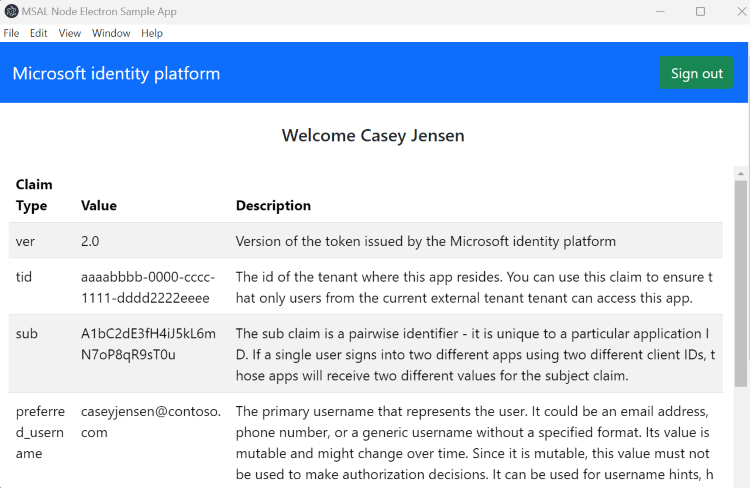 MSAL Node Electron Sample App
File Edit View Window Help
Microsoft identity platform
Sign out
Welcome Casey Jensen
Claim
Type Value Description
ver 2.0 Version of the token issued by the Microsoft identity platform
tid aaaabbbb-0000-cccc- The id of the tenant where this app resides. You can use this claim to ensure t
1111-dddd2222eeee hat only users from the current external tenant tenant can access this app.
sub A1bC2dE3fH4iJ5kL6m The sub claim is a pairwise identifier - it is unique to a particular application I
N7oP8qR9sT0u D. If a single user signs into two different apps using two different client IDs, t
hose apps will receive two different values for the subject claim.
preferre caseyjensen@contoso. The primary username that represents the user. It could be an email address,
d_usern com phone number, or a generic username without a specified format. Its value is
ame mutable and might change over time. Since it is mutable, this value must not
be used to make authorization decisions. It can be used for username hints, h